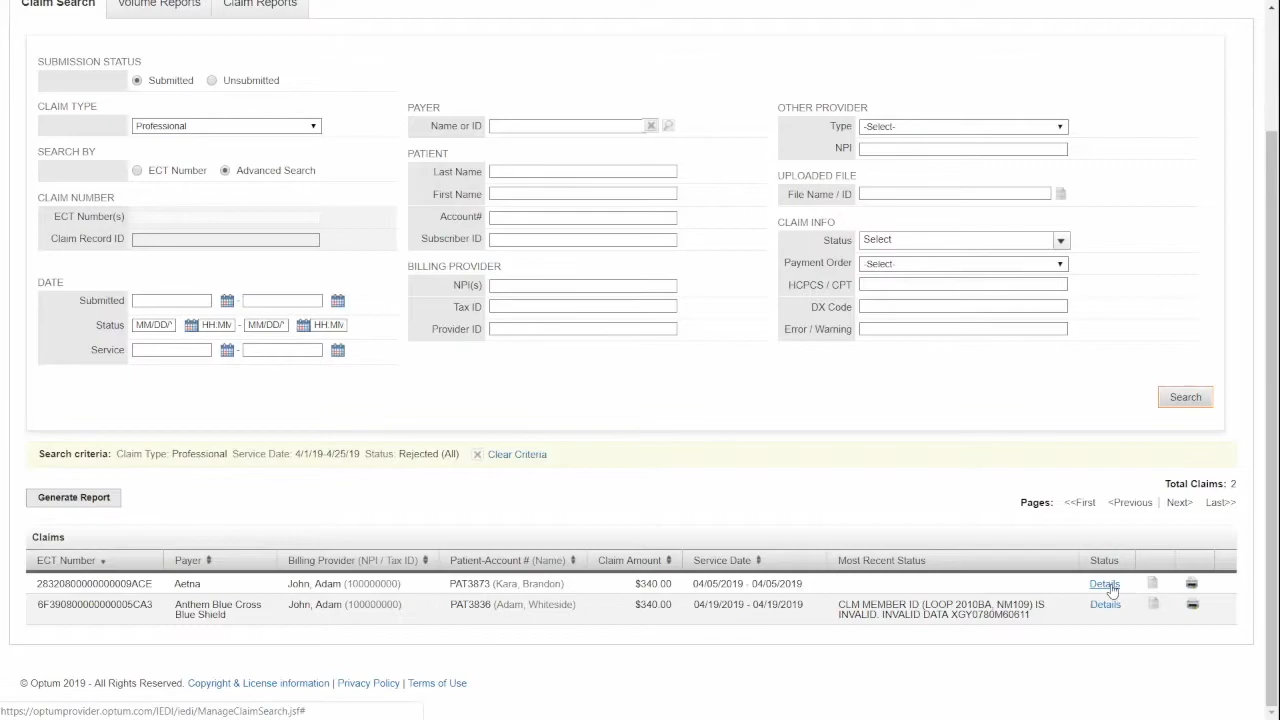 Claim Search Volume Reports Claim Reports
SUBMISSION STATUS
Submitted Unsubmitted
CLAIM TYPE
Professional
SEARCH BY
ECT Number Advanced Search
CLAIM NUMBER
ECT Number(s)
Claim Record ID
DATE
Submitted -
Status MM/DD/Y HH:MM - MM/DD/Y HH:MM
Service -
PAYER
Name or ID
PATIENT
Last Name
First Name
Account#
Subscriber ID
BILLING PROVIDER
NPI(s)
Tax ID
Provider ID
OTHER PROVIDER
Type -Select-
NPI
UPLOADED FILE
File Name / ID
CLAIM INFO
Status Select
Payment Order -Select-
HCPCS / CPT
DX Code
Error / Warning
Search
Search criteria: Claim Type: Professional Service Date: 4/1/19-4/25/19 Status: Rejected (All) Clear Criteria
Total Claims: 2
Generate Report
Pages: <<First <Previous | Next> Last>>
Claims
ECT Number Payer Billing Provider (NPI / Tax ID) Patient-Account # (Name) Claim Amount Service Date Most Recent Status Status
28320800000000009ACE Aetna John, Adam (100000000) PAT3873 (Kara, Brandon) $340.00 04/05/2019 - 04/05/2019 Details
6F390800000000005CA3 Anthem Blue Cross John, Adam (100000000) PAT3836 (Adam, Whiteside) $340.00 04/19/2019 - 04/19/2019 CLM MEMBER ID (LOOP 2010BA, NM109) IS Details
Blue Shield INVALID. INVALID DATA XGY0780M60611
© Optum 2019 - All Rights Reserved. Copyright & License information | Privacy Policy | Terms of Use
https://optumprovider.optum.com/IEDI/iedi/ManageClaimSearch.jsf#